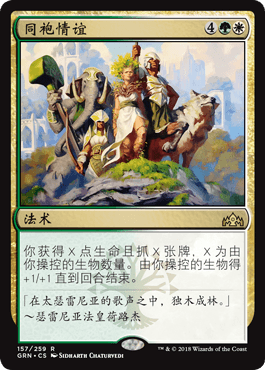 同袍情谊 4
法术
你获得 X 点生命且抓 X 张牌，X 为由
你操控的生物数量。由你操控的生物得
+1/+1 直到回合结束。
「在太瑟雷尼亚的歌声之中，独木成林。」
～瑟雷尼亚法皇荷路杰
157/259 R
GRN • CS SIDHARTH CHATURVEDI
™ & © 2018 Wizards of the Coast